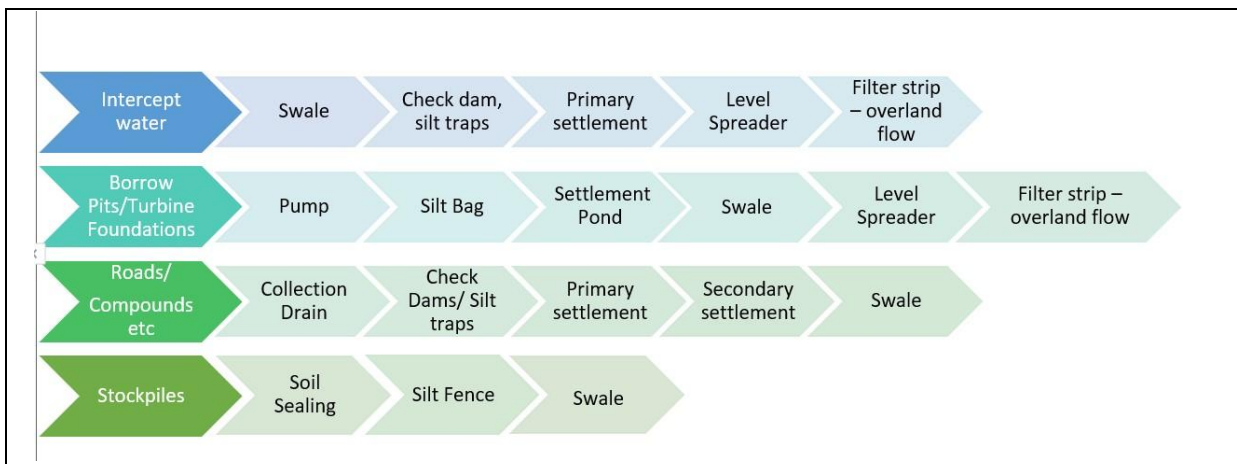 Intercept
water
Swale
Check dam,
silt traps
Primary
settlement
Level
Spreader
Filter strip
– overland
flow
Borrow
Pits/Turbine
Foundations
Pump
Silt Bag
Settlement
Pond
Swale
Level
Spreader
Filter strip –
overland flow
Roads/
Compounds
etc
Collection
Drain
Check
Dams/ Silt
traps
Primary
settlement
Secondary
settlement
Swale
Stockpiles
Soil
Sealing
Silt Fence
Swale